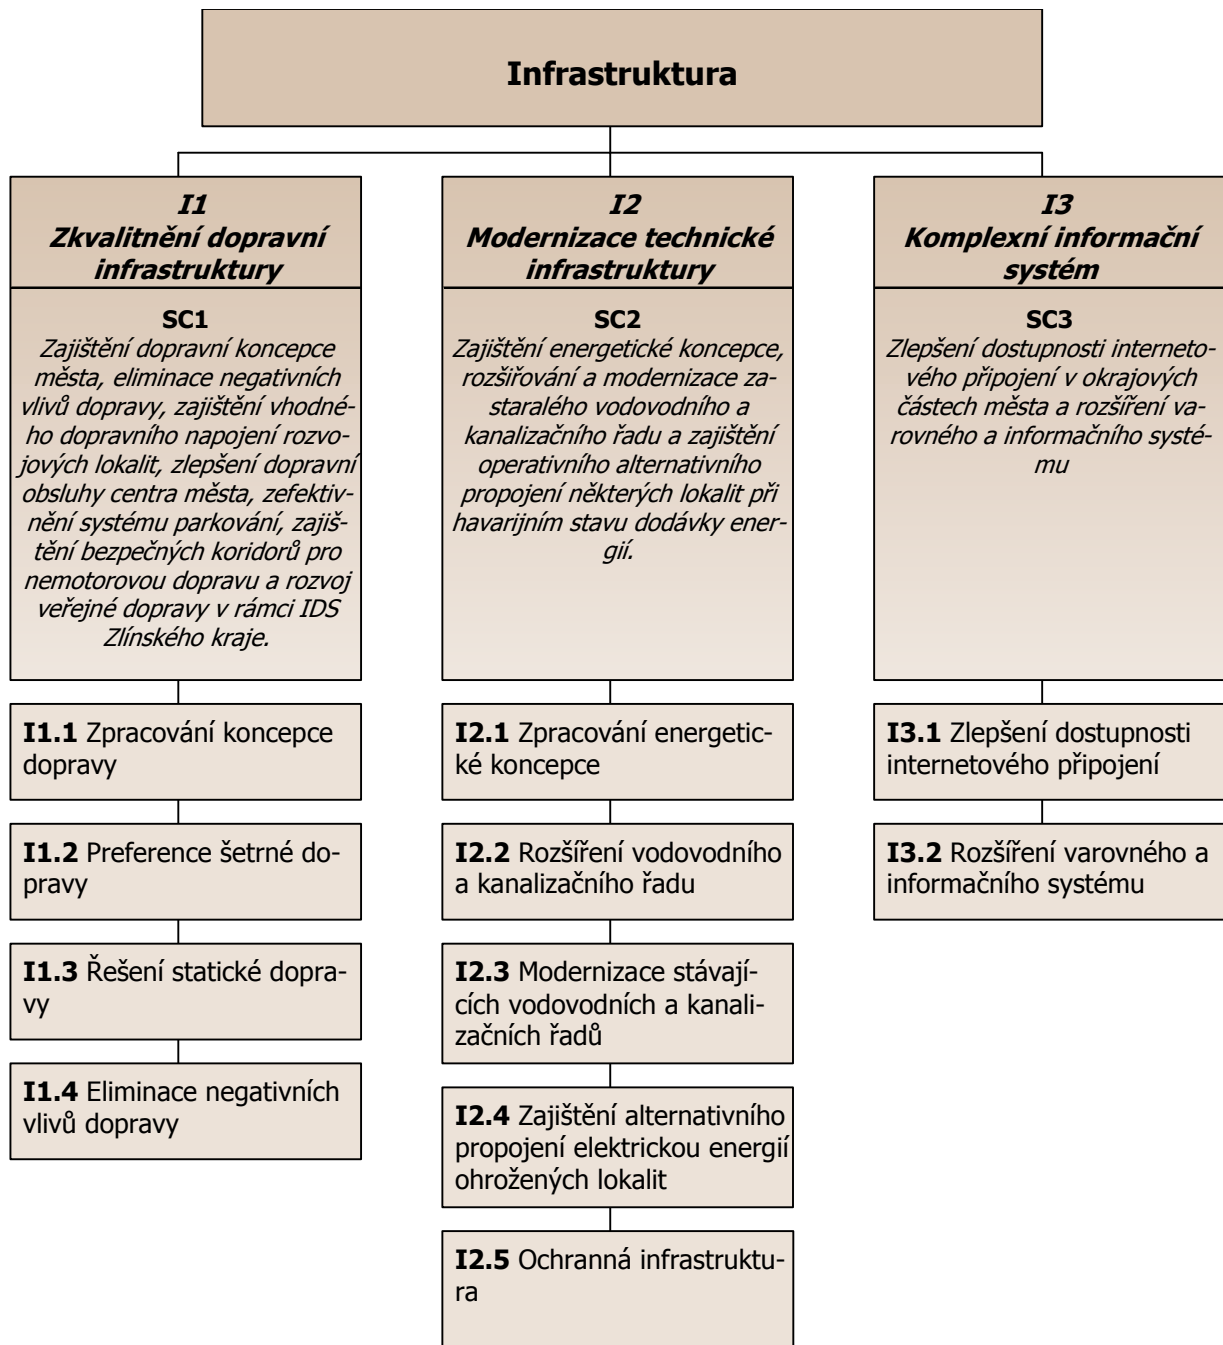 Infrastruktura
I1
Zkvalitnění dopravní
infrastruktury
SC1
Zajištění dopravní koncepce
města, eliminace negativních
vlivů dopravy, zajištění vhodné-
ho dopravního napojení rozvo-
jových lokalit, zlepšení dopravní
obsluhy centra města, zefektiv-
nění systému parkování, zajiš-
tění bezpečných koridorů pro
nemotorovou dopravu a rozvoj
veřejné dopravy v rámci IDS
Zlínského kraje.
I1.1 Zpracování koncepce
dopravy
I1.2 Preference šetrné do-
pravy
I1.3 Řešení statické dopra-
vy
I1.4 Eliminace negativních
vlivů dopravy
I2
Modernizace technické
infrastruktury
SC2
Zajištění energetické koncepce,
rozšiřování a modernizace za-
staralého vodovodního a
kanalizačního řadu a zajištění
operativního alternativního
propojení některých lokalit při
havarijním stavu dodávky ener-
gií.
I2.1 Zpracování energetic-
ké koncepce
I2.2 Rozšíření vodovodního
a kanalizačního řadu
I2.3 Modernizace stávají-
cích vodovodních a kanali-
začních řadů
I2.4 Zajištění alternativního
propojení elektrickou energií
ohrožených lokalit
I2.5 Ochranná infrastruktu-
ra
I3
Komplexní informační
systém
SC3
Zlepšení dostupnosti interneto-
vého připojení v okrajových
částech města a rozšíření va-
rovného a informačního systé-
mu
I3.1 Zlepšení dostupnosti
internetového připojení
I3.2 Rozšíření varovného a
informačního systému